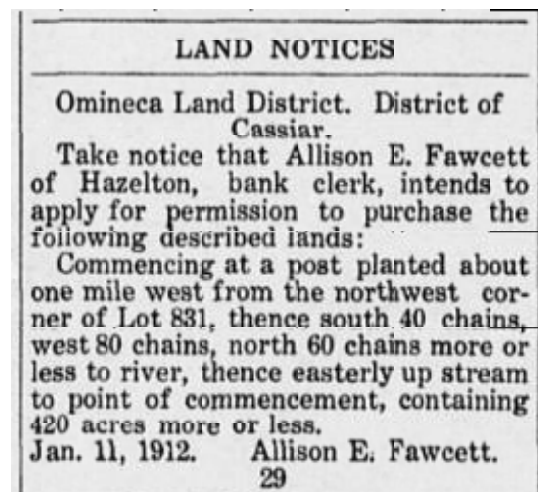 LAND NOTICES
Omineca Land District. District of
Cassiar.
Take notice that Allison E. Fawcett
of Hazelton, bank clerk, intends to
apply for permission to purchase the
following described lands:
Commencing at a post planted about
one mile west from the northwest cor-
ner of Lot 831, thence south 40 chains,
west 80 chains, north 60 chains more or
less to river, thence easterly up stream
to point of commencement, containing
420 acres more or less.
Jan. 11, 1912. Allison E. Fawcett.
29